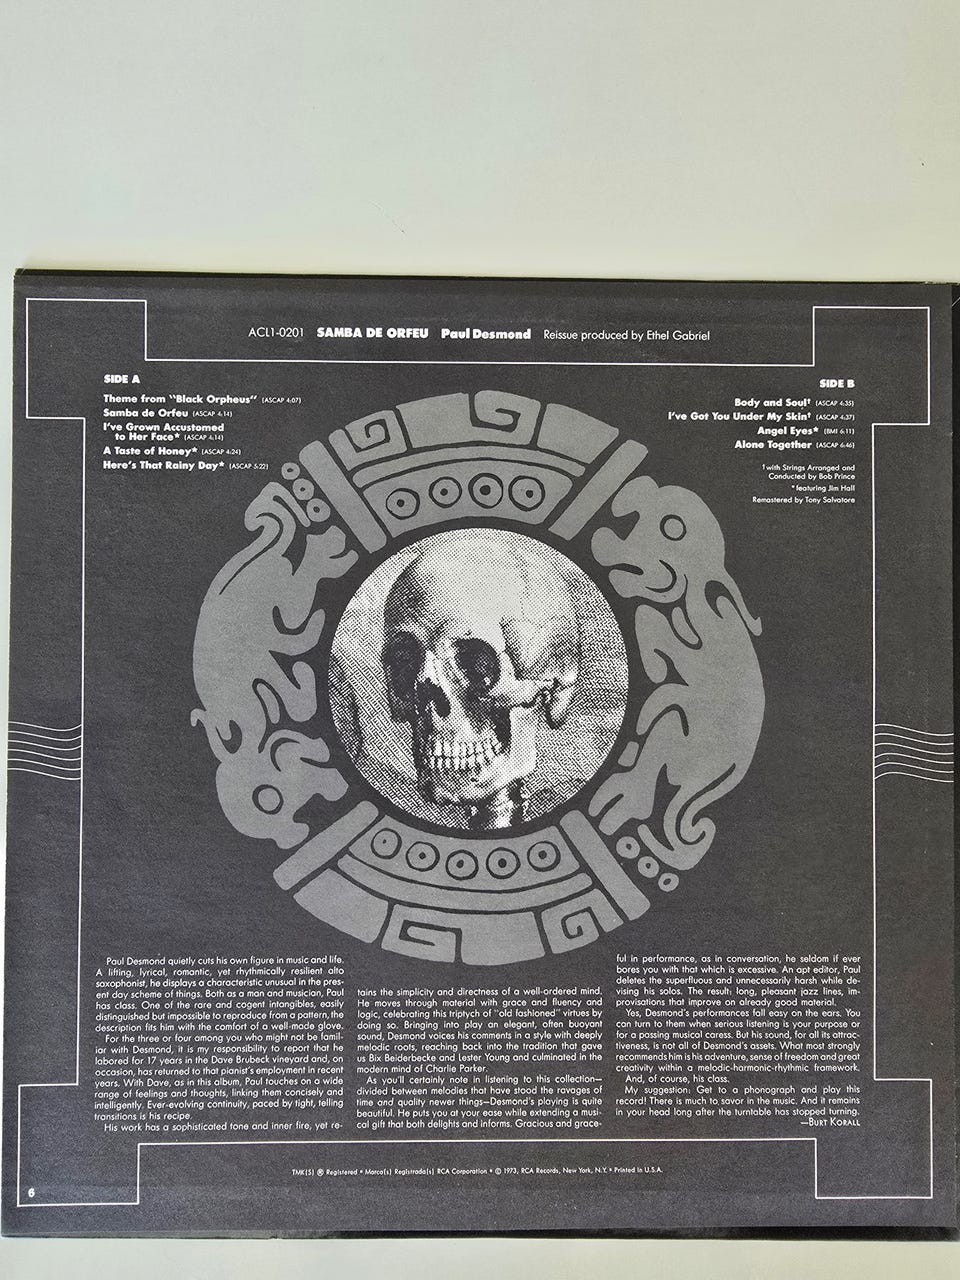 ACL1-0201 SAMBA DE ORFEU Paul Desmond Reissue produced by Ethel Gabriel
SIDE A
Theme from "Black Orpheus" (ASCAP 4:07)
Samba de Orfeu (ASCAP 4:14)
I've Grown Accustomed
to Her Face* (ASCAP 4:14)
A Taste of Honey* (ASCAP 4:24)
Here's That Rainy Day* (ASCAP 5:22)
SIDE B
Body and Soul† (ASCAP 4:35)
I've Got You Under My Skin† (ASCAP 4:37)
Angel Eyes* (BMI 6:11)
Alone Together (ASCAP 6:46)
† with Strings Arranged and
Conducted by Bob Prince
* featuring Jim Hall
Remastered by Tony Salvatore
Paul Desmond quietly cuts his own figure in music and life.
A lifting, lyrical, romantic, yet rhythmically resilient alto
saxophonist, he displays a characteristic unusual in the pres-
ent day scheme of things. Both as a man and musician, Paul
has class. One of the rare and cogent intangibles, easily
distinguished but impossible to reproduce from a pattern, the
description fits him with the comfort of a well-made glove.
For the three or four among you who might not be famil-
iar with Desmond, it is my responsibility to report that he
labored for 17 years in the Dave Brubeck vineyard and, on
occasion, has returned to that pianist's employment in recent
years. With Dave, as in this album, Paul touches on a wide
range of feelings and thoughts, linking them concisely and
intelligently. Ever-evolving continuity, paced by tight, telling
transitions is his recipe.
His work has a sophisticated tone and inner fire, yet re-
tains the simplicity and directness of a well-ordered mind.
He moves through material with grace and fluency and
logic, celebrating this triptych of "old fashioned" virtues by
doing so. Bringing into play an elegant, often buoyant
sound, Desmond voices his comments in a style with deeply
melodic roots, reaching back into the tradition that gave
us Bix Beiderbecke and Lester Young and culminated in the
modern mind of Charlie Parker.
As you'll certainly note in listening to this collection—
divided between melodies that have stood the ravages of
time and quality newer things—Desmond's playing is quite
beautiful. He puts you at your ease while extending a musi-
cal gift that both delights and informs. Gracious and grace-
ful in performance, as in conversation, he seldom if ever
bores you with that which is excessive. An apt editor, Paul
deletes the superfluous and unnecessarily harsh while de-
vising his solos. The result: long, pleasant jazz lines, im-
provisations that improve on already good material.
Yes, Desmond's performances fall easy on the ears. You
can turn to them when serious listening is your purpose or
for a passing musical caress. But his sound, for all its attrac-
tiveness, is not all of Desmond's assets. What most strongly
recommends him is his adventure, sense of freedom and great
creativity within a melodic-harmonic-rhythmic framework.
And, of course, his class.
My suggestion: Get to a phonograph and play this
record! There is much to savor in the music. And it remains
in your head long after the turntable has stopped turning.
—BURT KORALL
TMK(S) ® Registered • Marca(s) Registrada(s) RCA Corporation • © 1973, RCA Records, New York, N.Y. • Printed in U.S.A.
6